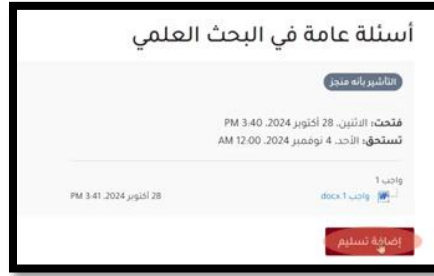 أسئلة عامة في البحث العلمي
التأشير بأنه منجز
فتحت: الاثنين، 28 أكتوبر 2024، 3:40 PM
تستحق: الأحد، 4 نوفمبر 2024، 12:00 AM
واجب 1
واجب 1.docx
28 أكتوبر 2024، 3:41 PM
إضافة تسليم